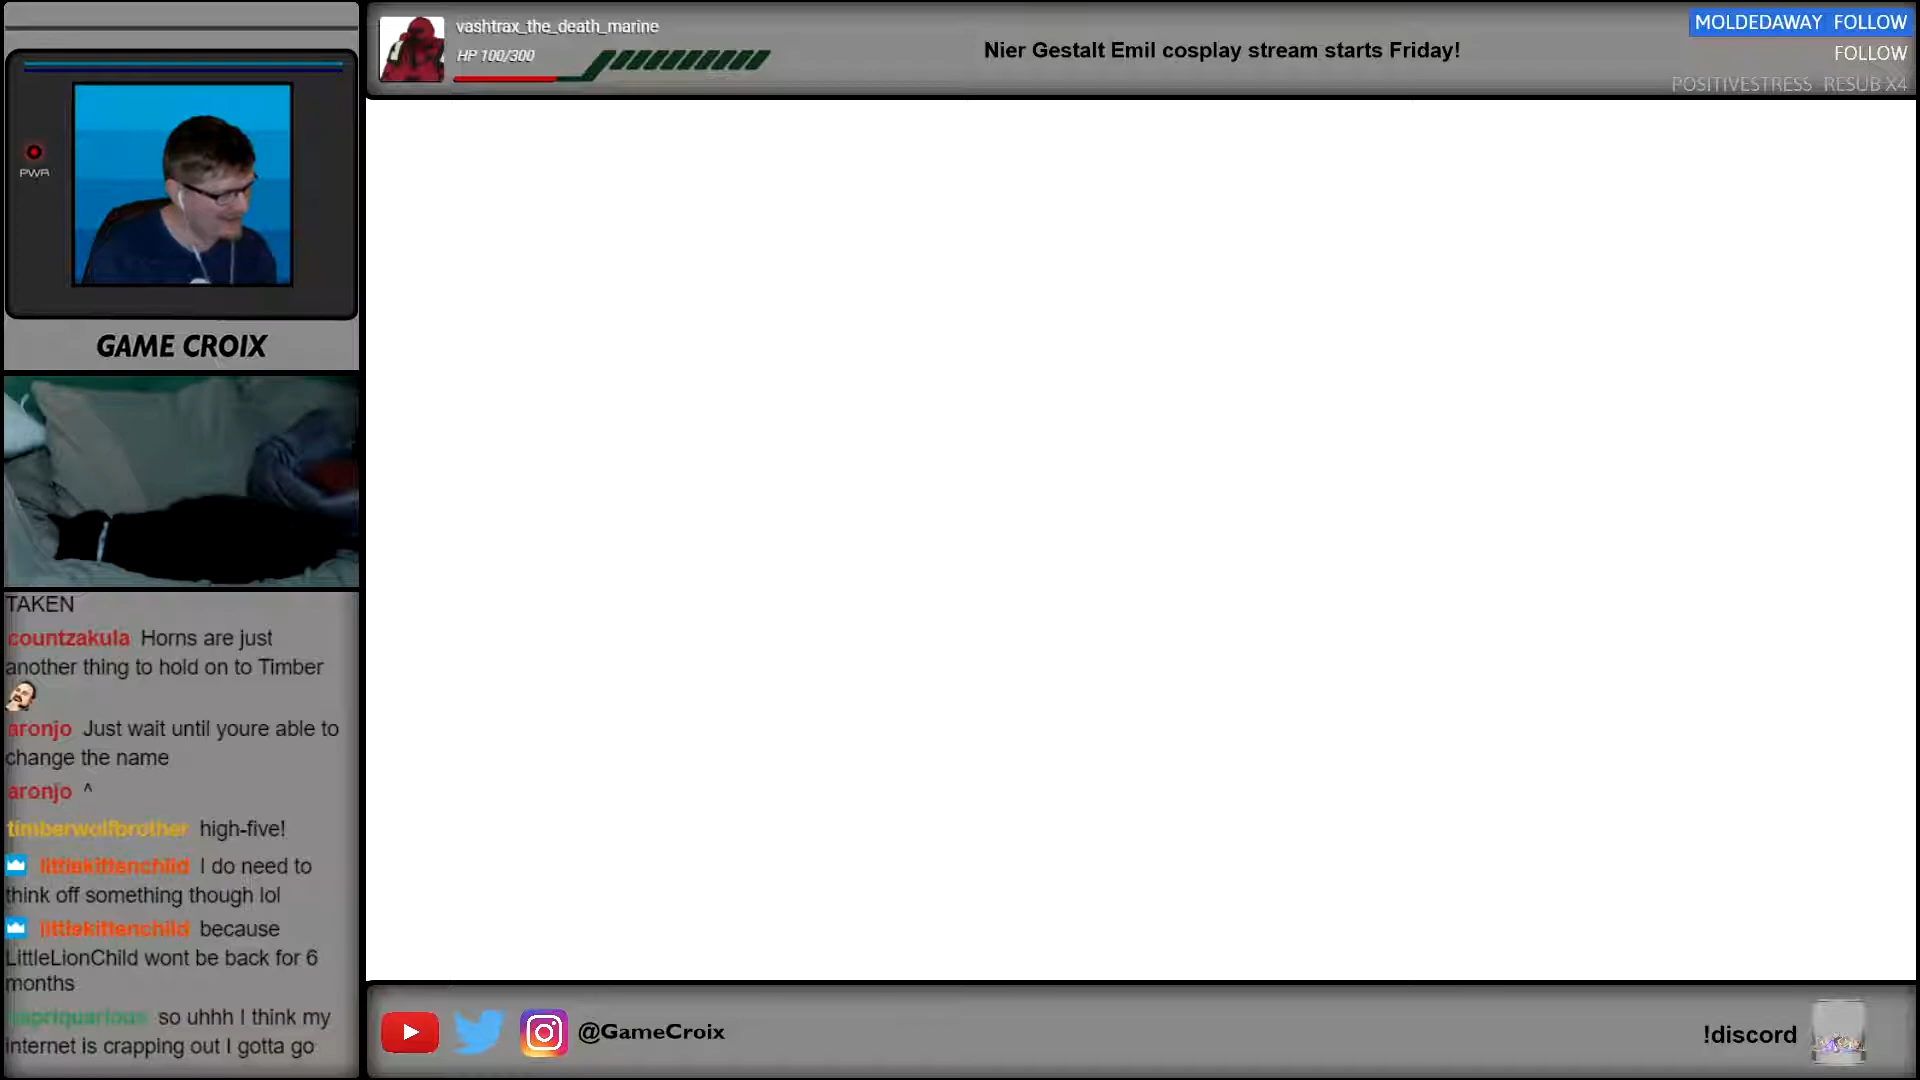 vashtrax_the_death_marine
HP 100/300
Nier Gestalt Emil cosplay stream starts Friday!
MOLDEDAWAY FOLLOW
FOLLOW
POSITIVESTRESS RESUB X4
PWR
GAME CROIX
TAKEN
countzakula Horns are just
another thing to hold on to Timber
aronjo Just wait until youre able to
change the name
aronjo ^
timberwolfbrother high-five!
littlekittenchild I do need to
think off something though lol
littlekittenchild because
LittleLionChild wont be back for 6
months
so uhhh I think my
internet is crapping out I gotta go
@GameCroix
!discord